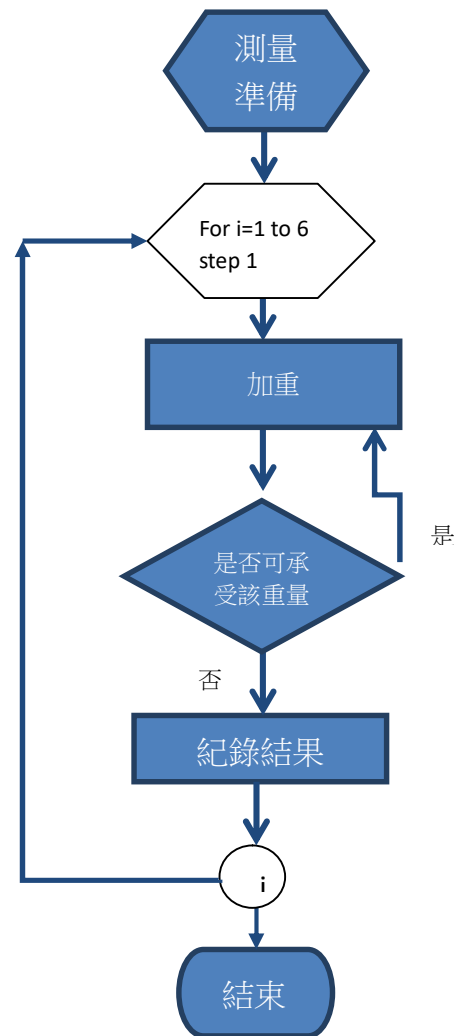 測量
準備
For i=1 to 6
step 1
加重
是否可承
受該重量
是
否
紀錄結果
i
結束